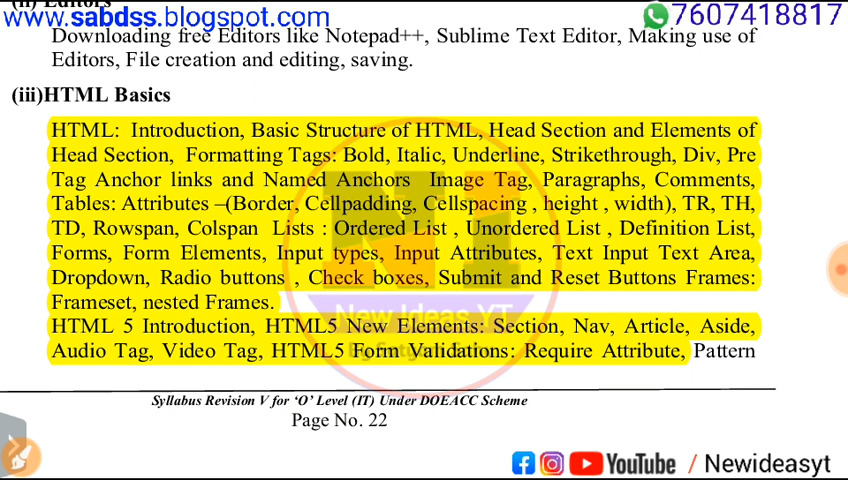 (ii) Editors
www.sabdss.blogspot.com
7607418817
Downloading free Editors like Notepad++, Sublime Text Editor, Making use of
Editors, File creation and editing, saving.
(iii)HTML Basics
HTML: Introduction, Basic Structure of HTML, Head Section and Elements of
Head Section, Formatting Tags: Bold, Italic, Underline, Strikethrough, Div, Pre
Tag Anchor links and Named Anchors Image Tag, Paragraphs, Comments,
Tables: Attributes –(Border, Cellpadding, Cellspacing , height , width), TR, TH,
TD, Rowspan, Colspan Lists : Ordered List , Unordered List , Definition List,
Forms, Form Elements, Input types, Input Attributes, Text Input Text Area,
Dropdown, Radio buttons , Check boxes, Submit and Reset Buttons Frames:
Frameset, nested Frames.
New Ideas YT
HTML 5 Introduction, HTML5 New Elements: Section, Nav, Article, Aside,
Audio Tag, Video Tag, HTML5 Form Validations: Require Attribute, Pattern
Syllabus Revision V for ‘O’ Level (IT) Under DOEACC Scheme
Page No. 22
YouTube / Newideasyt